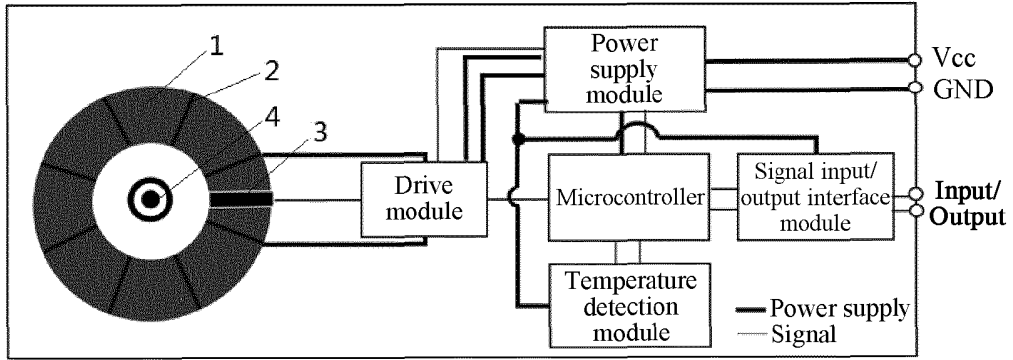 1
2
4
3
Drive
module
Power
supply
module
Microcontroller
Temperature
detection
module
Signal input/
output interface
module
Vcc
GND
Input/
Output
Power supply
Signal